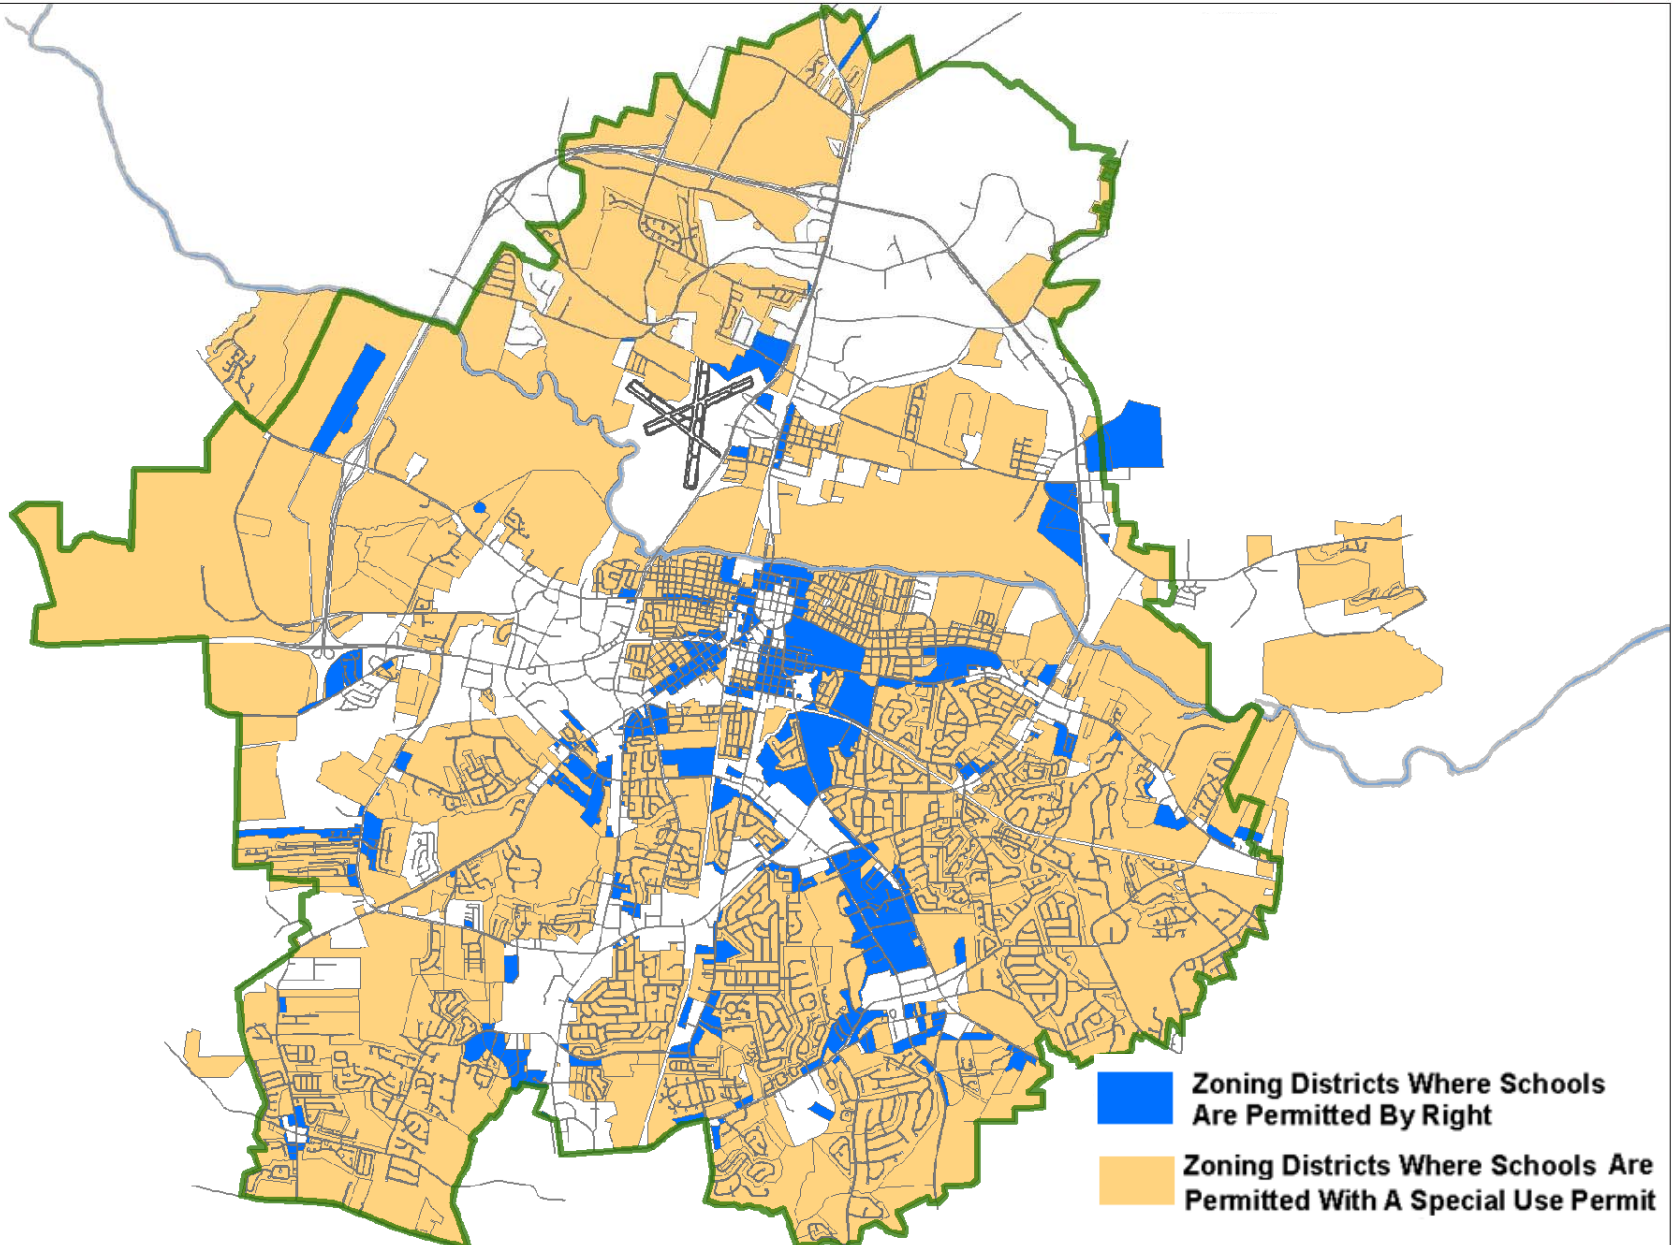 Zoning Districts Where Schools
Are Permitted By Right
Zoning Districts Where Schools Are
Permitted With A Special Use Permit